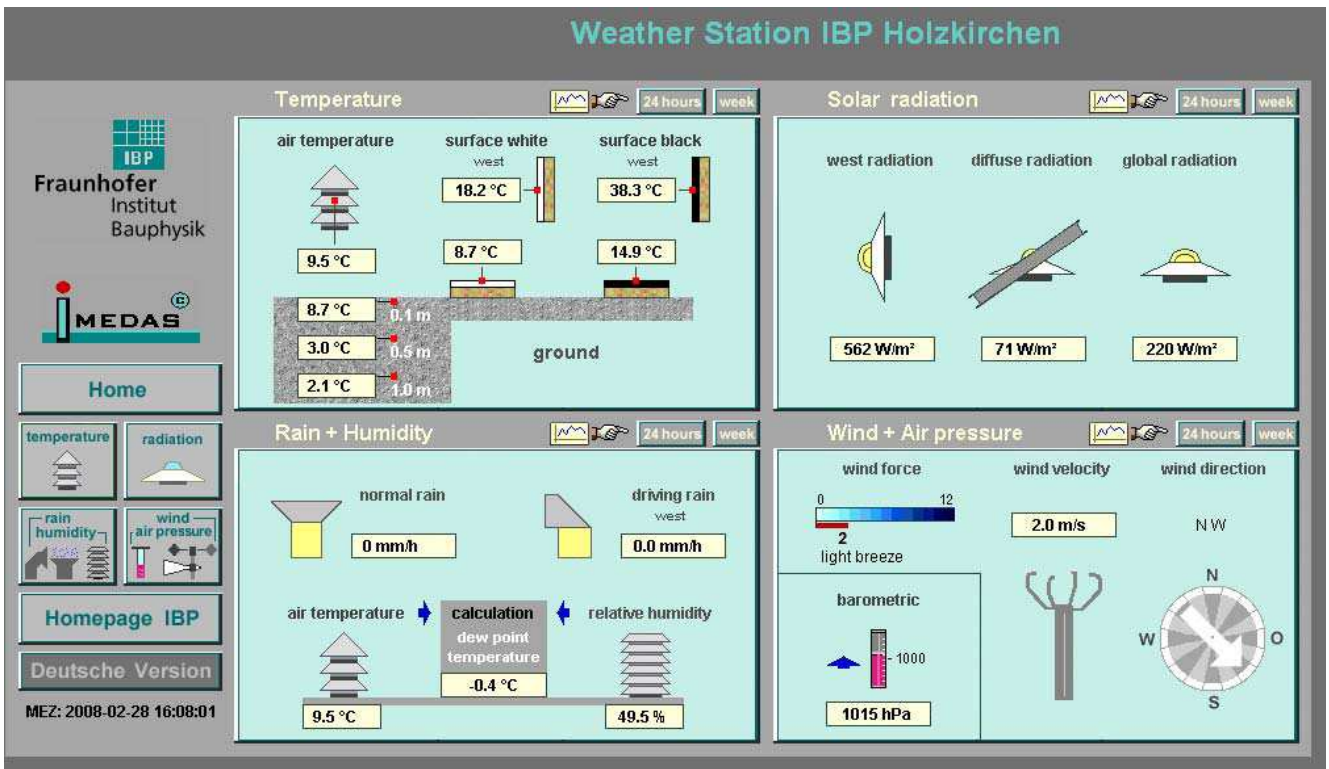 Weather Station IBP Holzkirchen
IBP
Fraunhofer
Institut
Bauphysik
iMEDAS ©
Home
temperature
radiation
rain
humidity
wind
air pressure
Homepage IBP
Deutsche Version
MEZ: 2008-02-28 16:08:01
Temperature
24 hours
week
air temperature
surface white
surface black
west
west
18.2 °C
38.3 °C
9.5 °C
8.7 °C
14.9 °C
8.7 °C
0.1 m
3.0 °C
0.5 m
ground
2.1 °C
1.0 m
Solar radiation
24 hours
week
west radiation
diffuse radiation
global radiation
562 W/m²
71 W/m²
220 W/m²
Rain + Humidity
24 hours
week
normal rain
driving rain
west
0 mm/h
0.0 mm/h
air temperature
calculation
relative humidity
dew point
temperature
-0.4 °C
9.5 °C
49.5 %
Wind + Air pressure
24 hours
week
wind force
wind velocity
wind direction
0
12
2
light breeze
2.0 m/s
N W
barometric
1000
1015 hPa
N
W
O
S